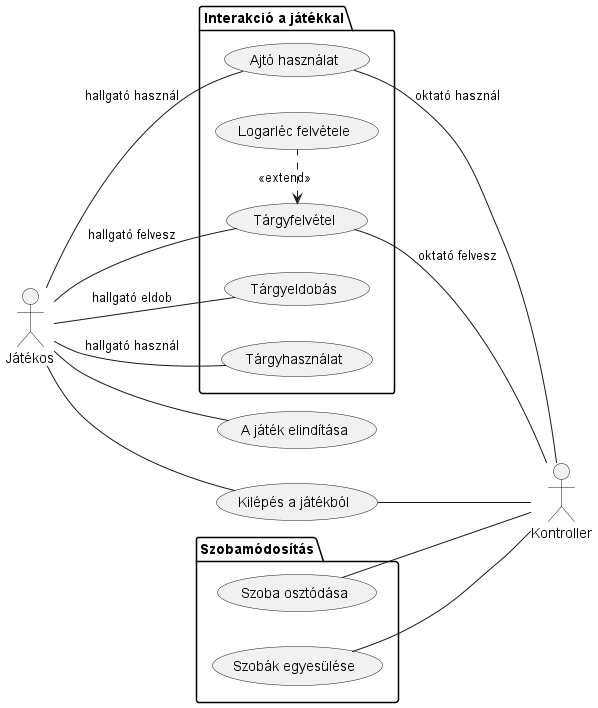 Interakció a játékkal
Ajtó használat
hallgató használ
oktató használ
Logarléc felvétele
«extend»
Tárgyfelvétel
hallgató felvesz
oktató felvesz
Tárgyeldobás
hallgató eldob
Tárgyhasználat
hallgató használ
Játékos
A játék elindítása
Kilépés a játékból
Kontroller
Szobamódosítás
Szoba osztódása
Szobák egyesülése